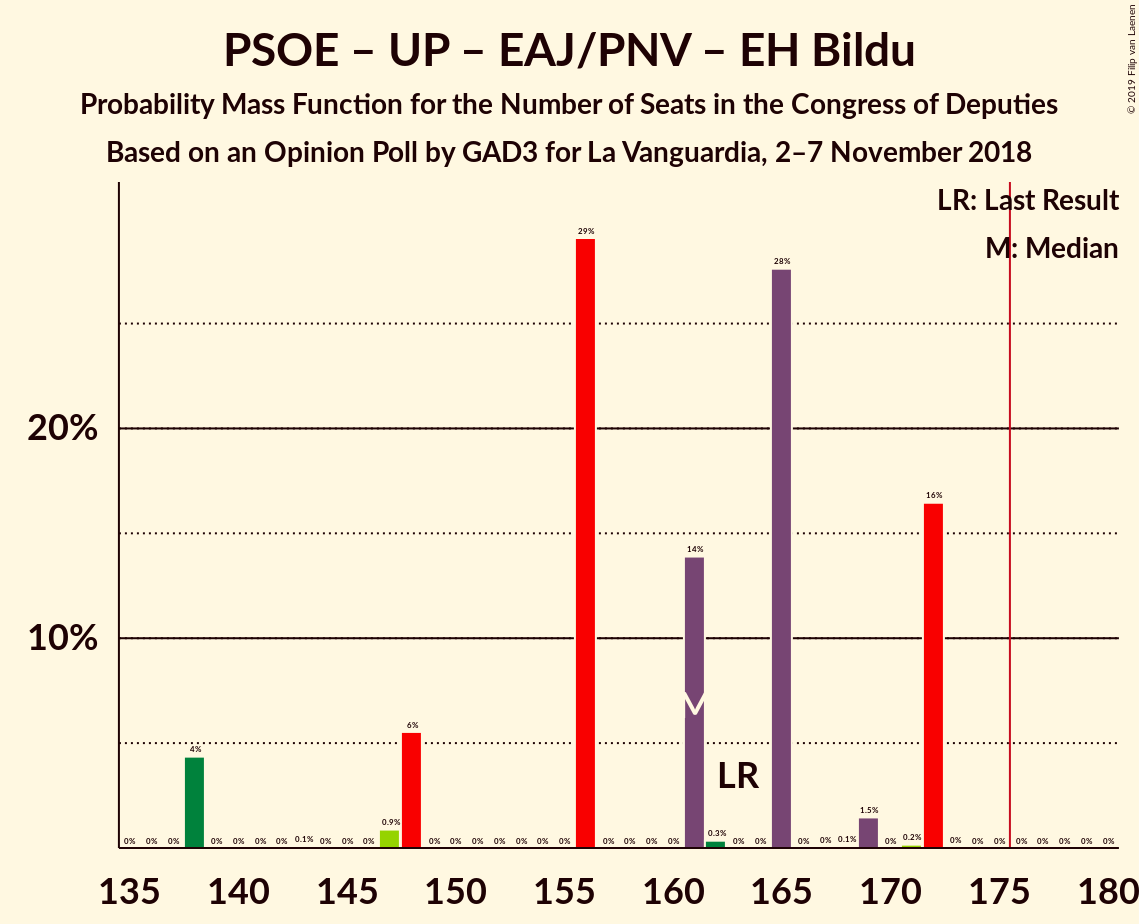 © 2019 Filip van Laenen
PSOE – UP – EAJ/PNV – EH Bildu
Probability Mass Function for the Number of Seats in the Congress of Deputies
Based on an Opinion Poll by GAD3 for La Vanguardia, 2–7 November 2018
LR: Last Result
M: Median
20%
10%
0% 0% 0% 4% 0% 0% 0% 0% 0.1% 0% 0% 0% 0.9% 6% 0% 0% 0% 0% 0% 0% 0% 29% 0% 0% 0% 0% 14% 0.3% 0% 0% 28% 0% 0% 0.1% 1.5% 0% 0.2% 16% 0% 0% 0% 0% 0% 0% 0% 0%
M
LR
135 140 145 150 155 160 165 170 175 180